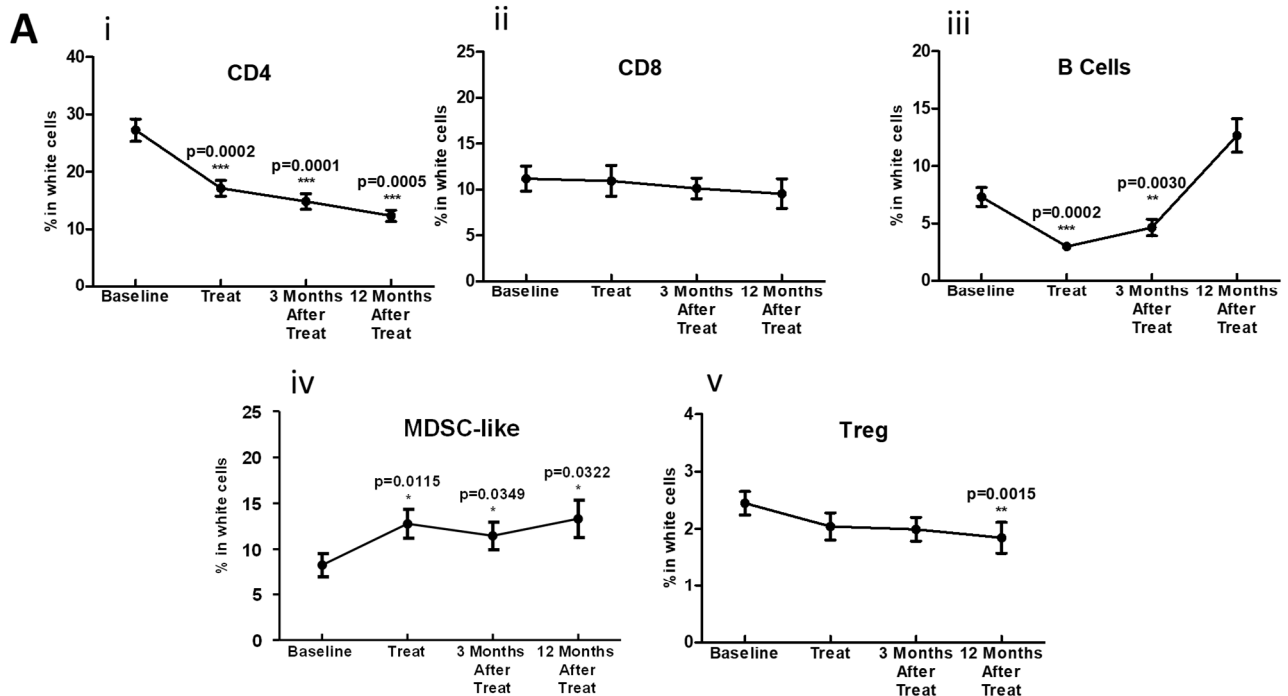 A
i
CD4
% in white cells
40
30
20
10
0
p=0.0002
***
p=0.0001
***
p=0.0005
***
Baseline
Treat
3 Months
After
Treat
12 Months
After Treat
ii
CD8
% in white cells
25
20
15
10
5
0
Baseline
Treat
3 Months
After
Treat
12 Months
After
Treat
iii
B Cells
% in white cells
20
15
10
5
0
p=0.0002
***
p=0.0030
**
Baseline
Treat
3 Months
After
Treat
12 Months
After
Treat
iv
MDSC-like
% in white cells
25
20
15
10
5
0
p=0.0115
*
p=0.0349
*
p=0.0322
*
Baseline
Treat
3 Months
After
Treat
12 Months
After Treat
v
Treg
% in white cells
4
3
2
1
0
p=0.0015
**
Baseline
Treat
3 Months
After
Treat
12 Months
After
Treat